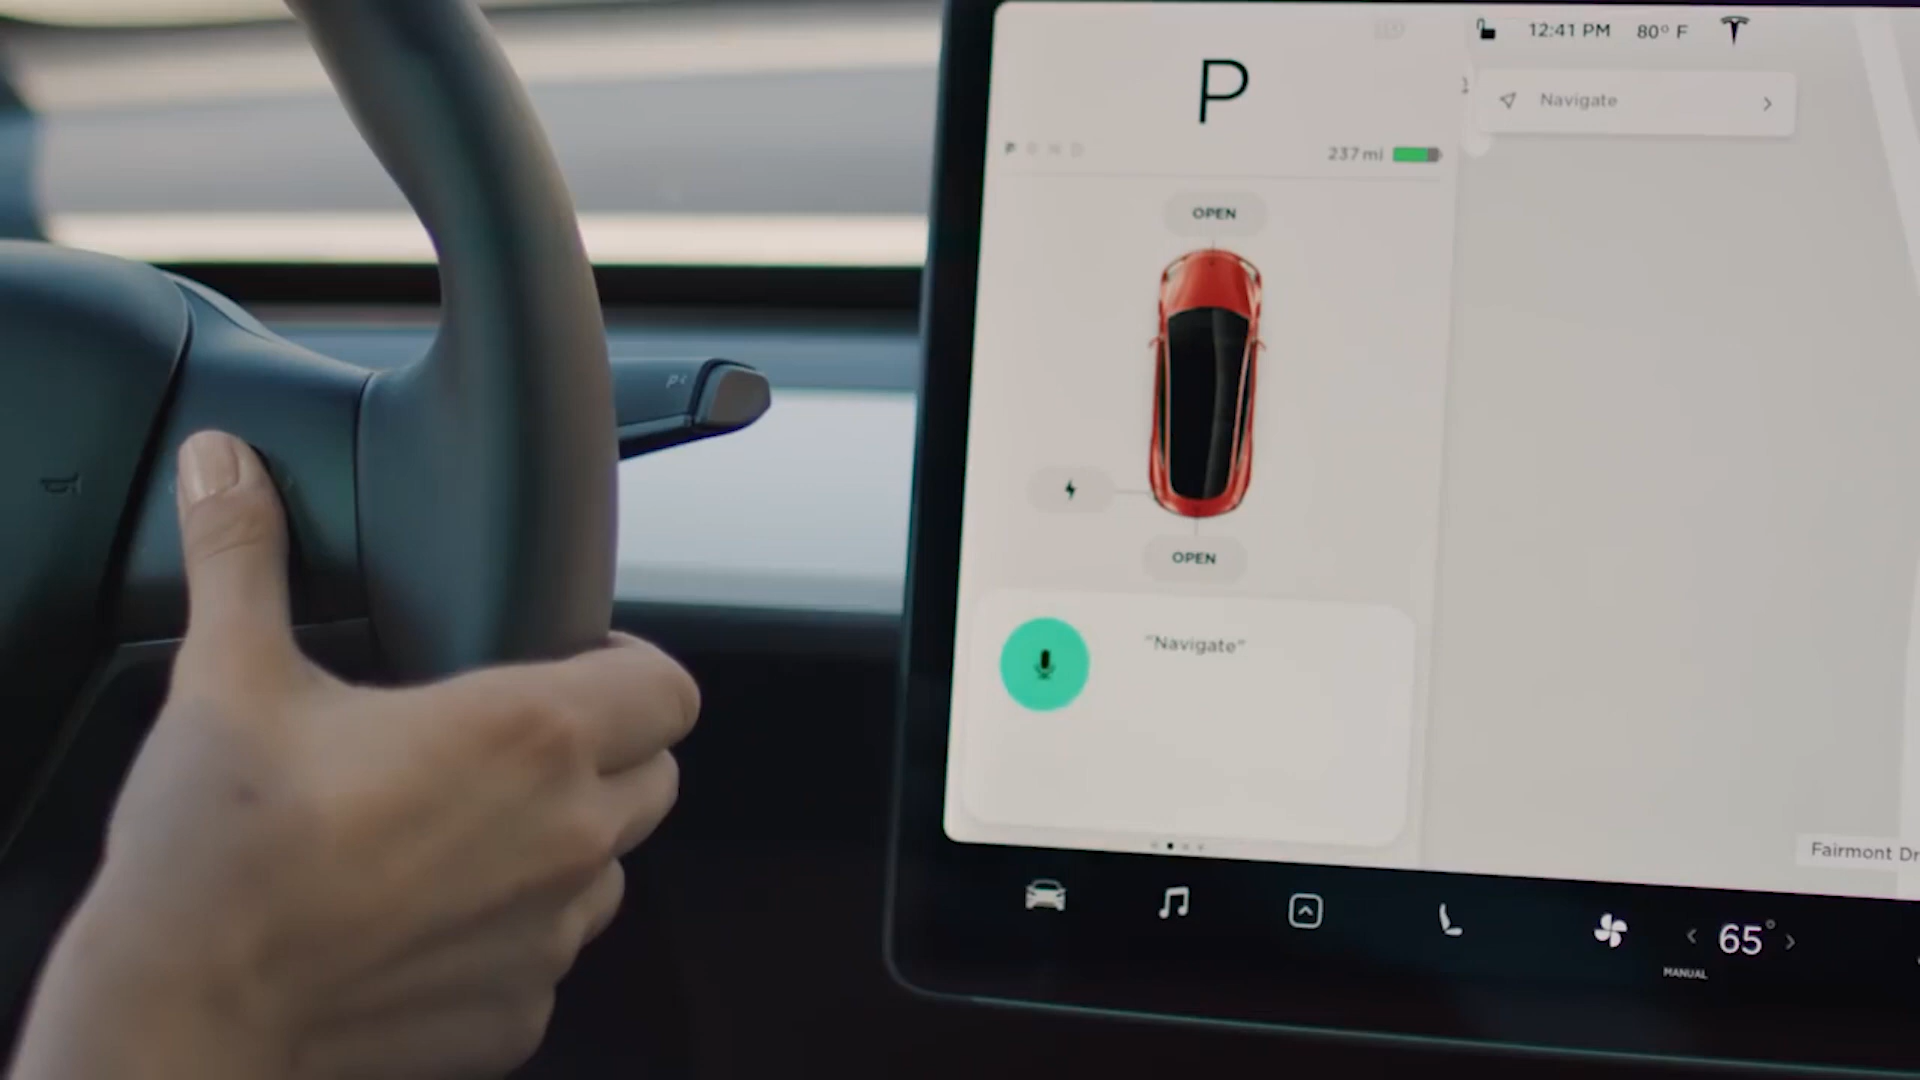 P
12:41 PM 80° F
Navigate
P R N D
237 mi
OPEN
OPEN
"Navigate"
Fairmont Dr
65°
MANUAL